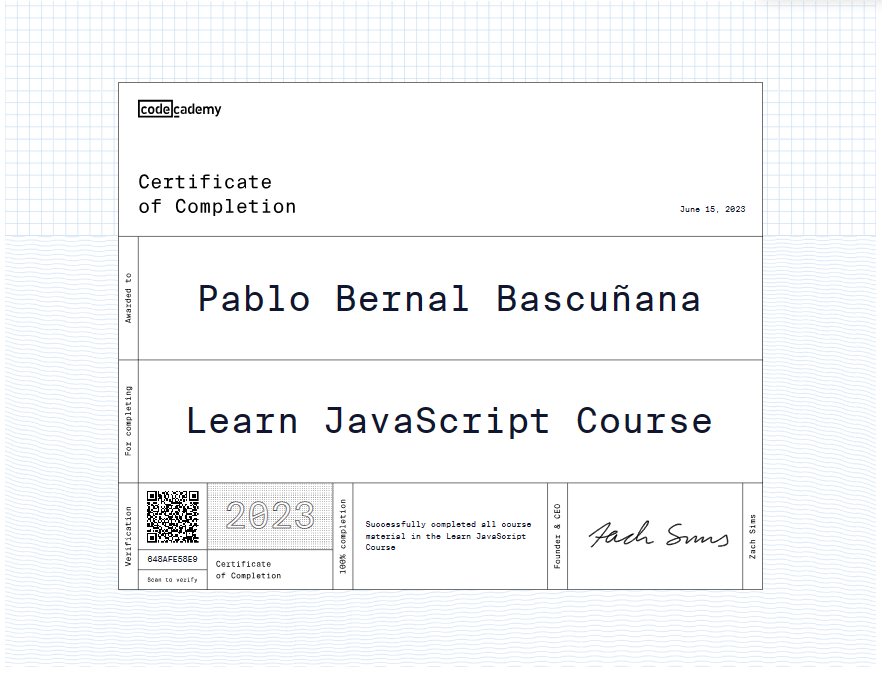 codecademy
Certificate
of Completion
June 15, 2023
Awarded to
Pablo Bernal Bascuñana
For completing
Learn JavaScript Course
Verification
648AFE58E9
Scan to verify
2023
Certificate
of Completion
100% completion
Successfully completed all course
material in the Learn JavaScript
Course
Founder & CEO
Zach Sims
Zach Sims